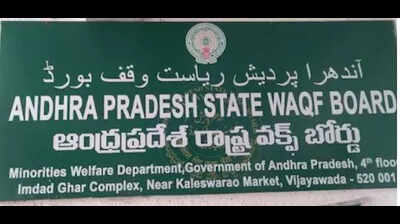 آندھرا پردیش ریاست وقف بورڈ
ANDHRA PRADESH STATE WAQF BOARD
ఆంధ్రప్రదేశ్ రాష్ట్ర వక్ఫ్ బోర్డు
Minorities Welfare Department,Government of Andhra Pradesh, 4th floor
Imdad Ghar Complex, Near Kaleswarao Market, Vijayawada - 520 001